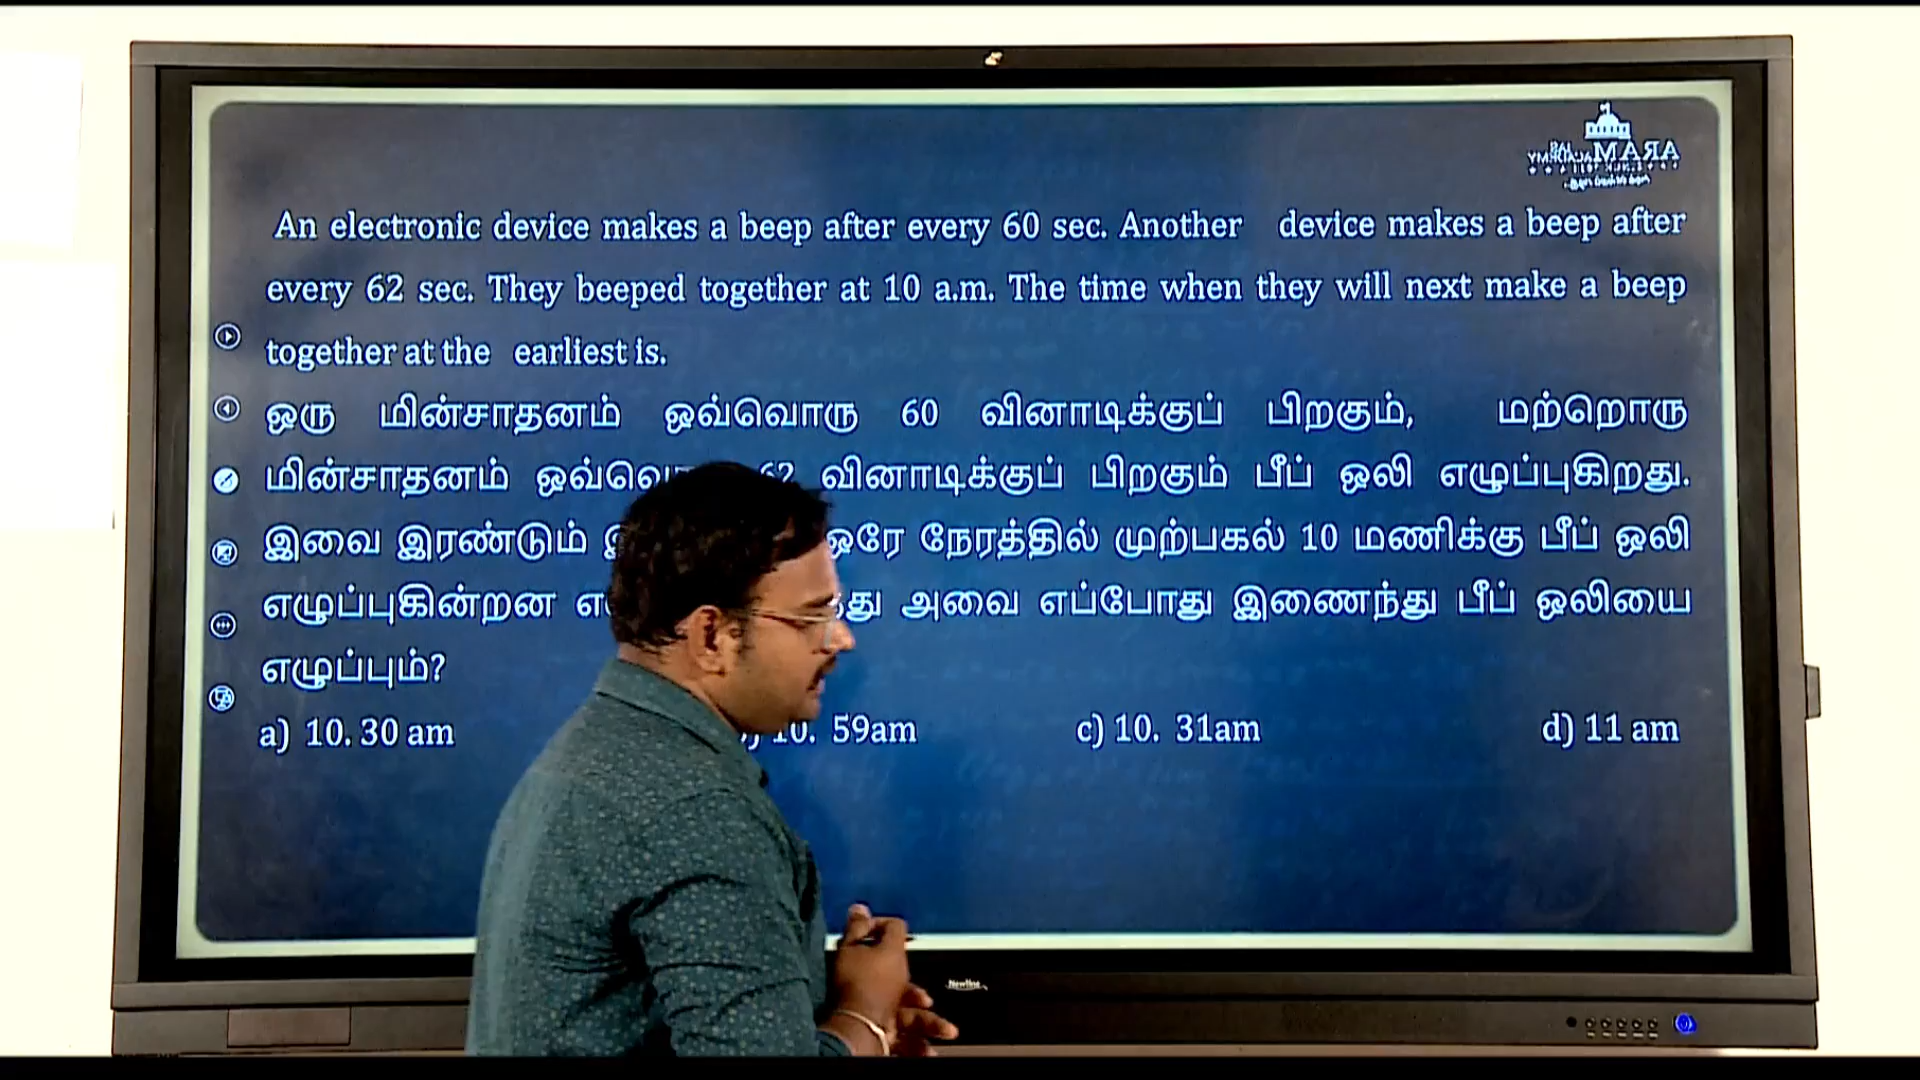 An electronic device makes a beep after every 60 sec. Another device makes a beep after
every 62 sec. They beeped together at 10 a.m. The time when they will next make a beep
together at the earliest is.
ஒரு மின்சாதனம் ஒவ்வொரு 60 வினாடிக்குப் பிறகும், மற்றொரு
மின்சாதனம் 62 வினாடிக்குப் பிறகும் பீப் ஒலி எழுப்புகிறது.
இவை இரண்டும் ஒரே நேரத்தில் முற்பகல் 10 மணிக்கு பீப் ஒலி
எழுப்புகின்றன அவை எப்போது இணைந்து பீப் ஒலியை
எழுப்பும்?
a) 10. 30 am 10. 59am c) 10. 31am d) 11 am
Newline